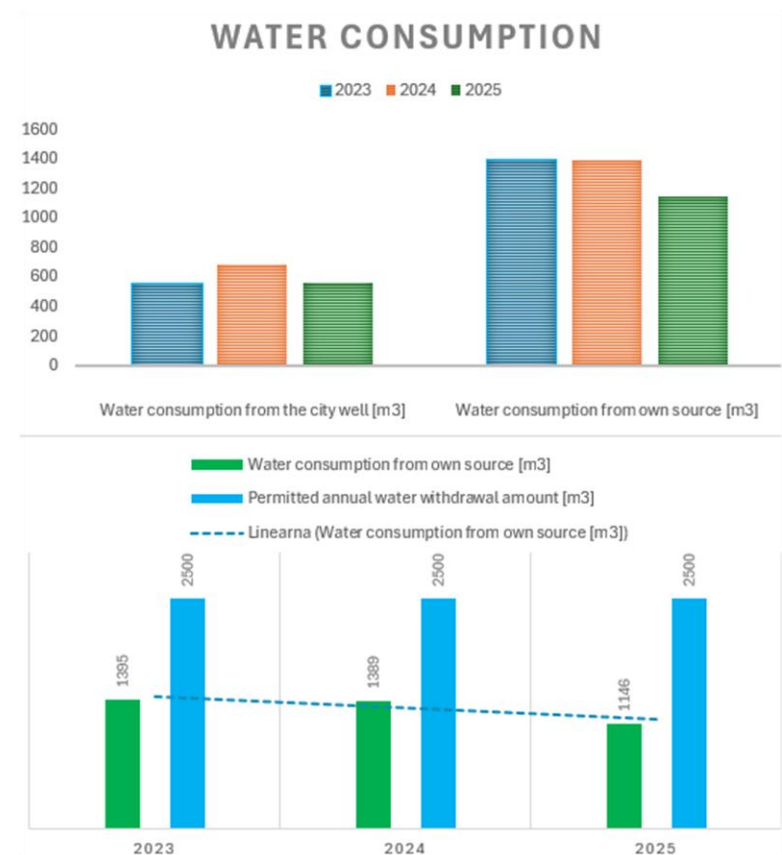 WATER CONSUMPTION
2023 2024 2025
1600
1400
1200
1000
800
600
400
200
0
Water consumption from the city well [m3] Water consumption from own source [m3]
Water consumption from own source [m3]
Permitted annual water withdrawal amount [m3]
Linearna (Water consumption from own source [m3])
1395 2500 1389 2500 1146 2500
2023 2024 2025